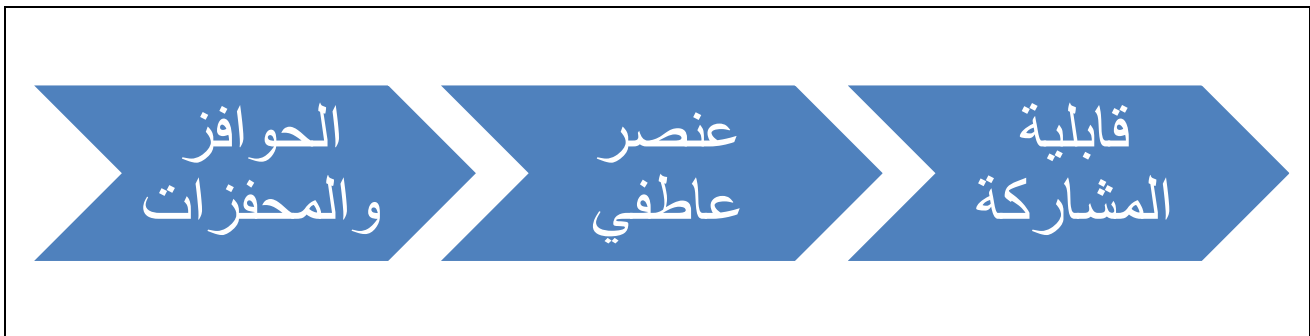 الحوافز
والمحفزات
عنصر
عاطفي
قابلية
المشاركة